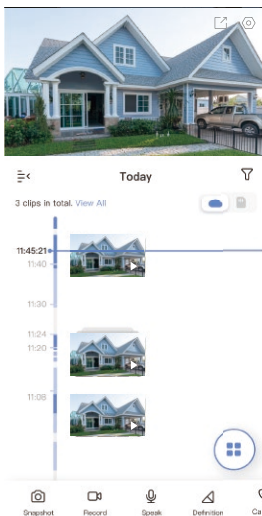 Today
3 clips in total. View All
11:45:21
11:40
11:30
11:24
11:20
11:08
Snapshot Record Speak Definition Ca